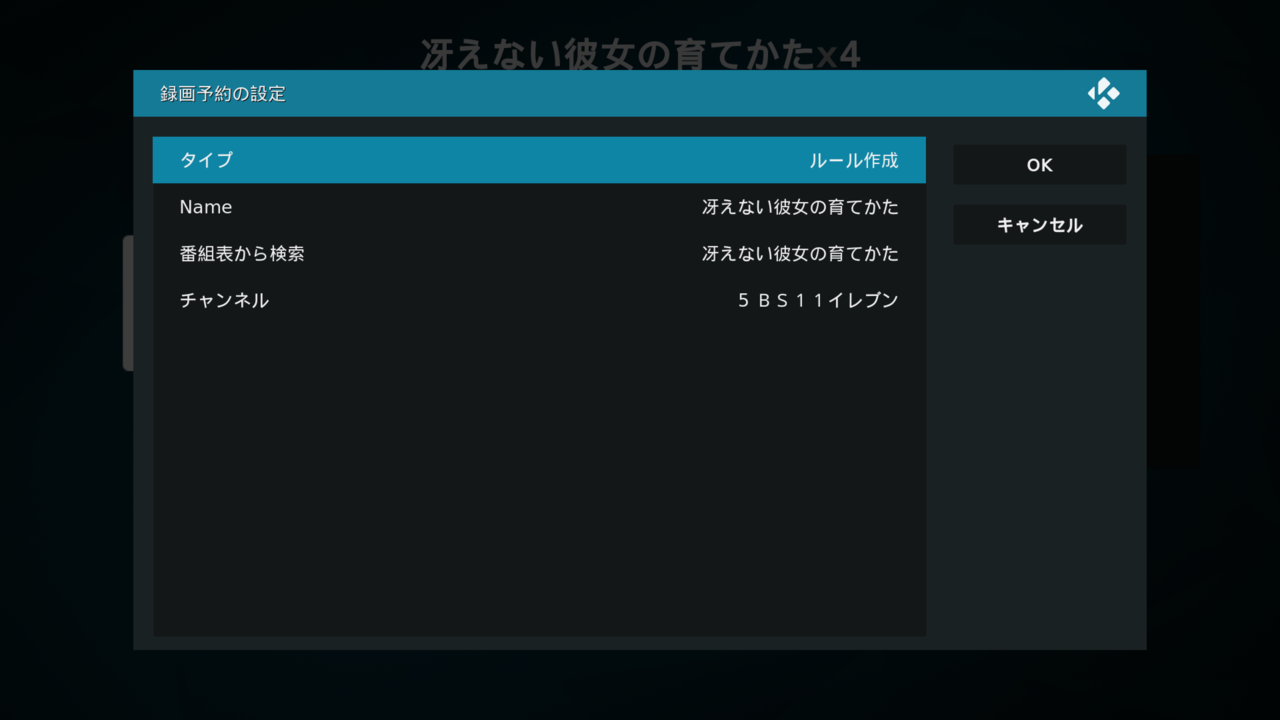 冴えない彼女の育てかたx4
録画予約の設定
タイプ ルール作成
OK
Name 冴えない彼女の育てかた
キャンセル
番組表から検索 冴えない彼女の育てかた
チャンネル ５ ＢＳ１１イレブン